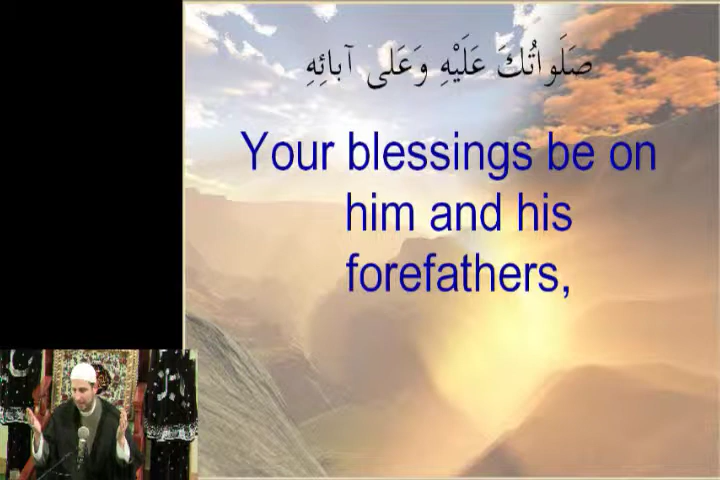 صَلَواتُكَ عَلَيْهِ وَعَلى آبائِهِ
Your blessings be on
him and his
forefathers,